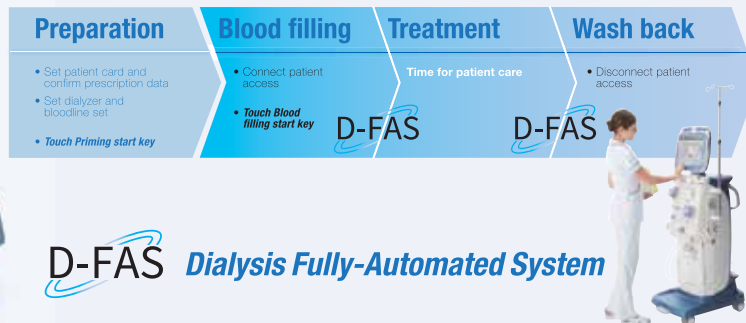 Preparation
• Set patient card and
confirm prescription data
• Set dialyzer and
bloodline set
• Touch Priming start key
Blood filling
• Connect patient
access
• Touch Blood
filling start key
D-FAS
Treatment
Time for patient care
D-FAS
Wash back
• Disconnect patient
access
D-FAS Dialysis Fully-Automated System